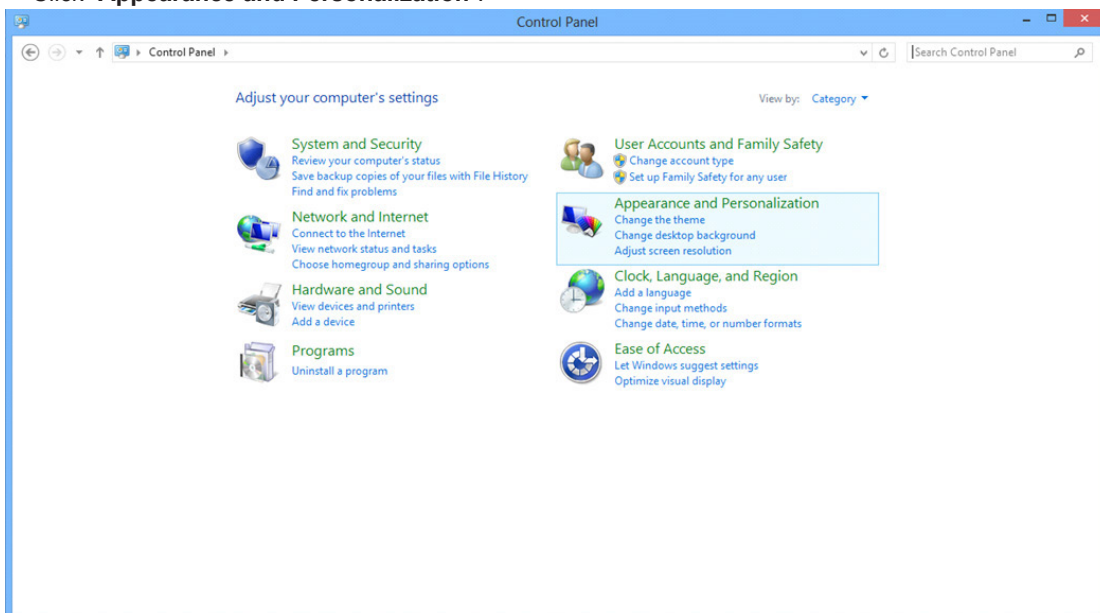 Click "Appearance and Personalization".
Control Panel
Control Panel
Search Control Panel
Adjust your computer's settings
View by: Category
System and Security
Review your computer's status
Save backup copies of your files with File History
Find and fix problems
Network and Internet
Connect to the Internet
View network status and tasks
Choose homegroup and sharing options
Hardware and Sound
View devices and printers
Add a device
Programs
Uninstall a program
User Accounts and Family Safety
Change account type
Set up Family Safety for any user
Appearance and Personalization
Change the theme
Change desktop background
Adjust screen resolution
Clock, Language, and Region
Add a language
Change input methods
Change date, time, or number formats
Ease of Access
Let Windows suggest settings
Optimize visual display